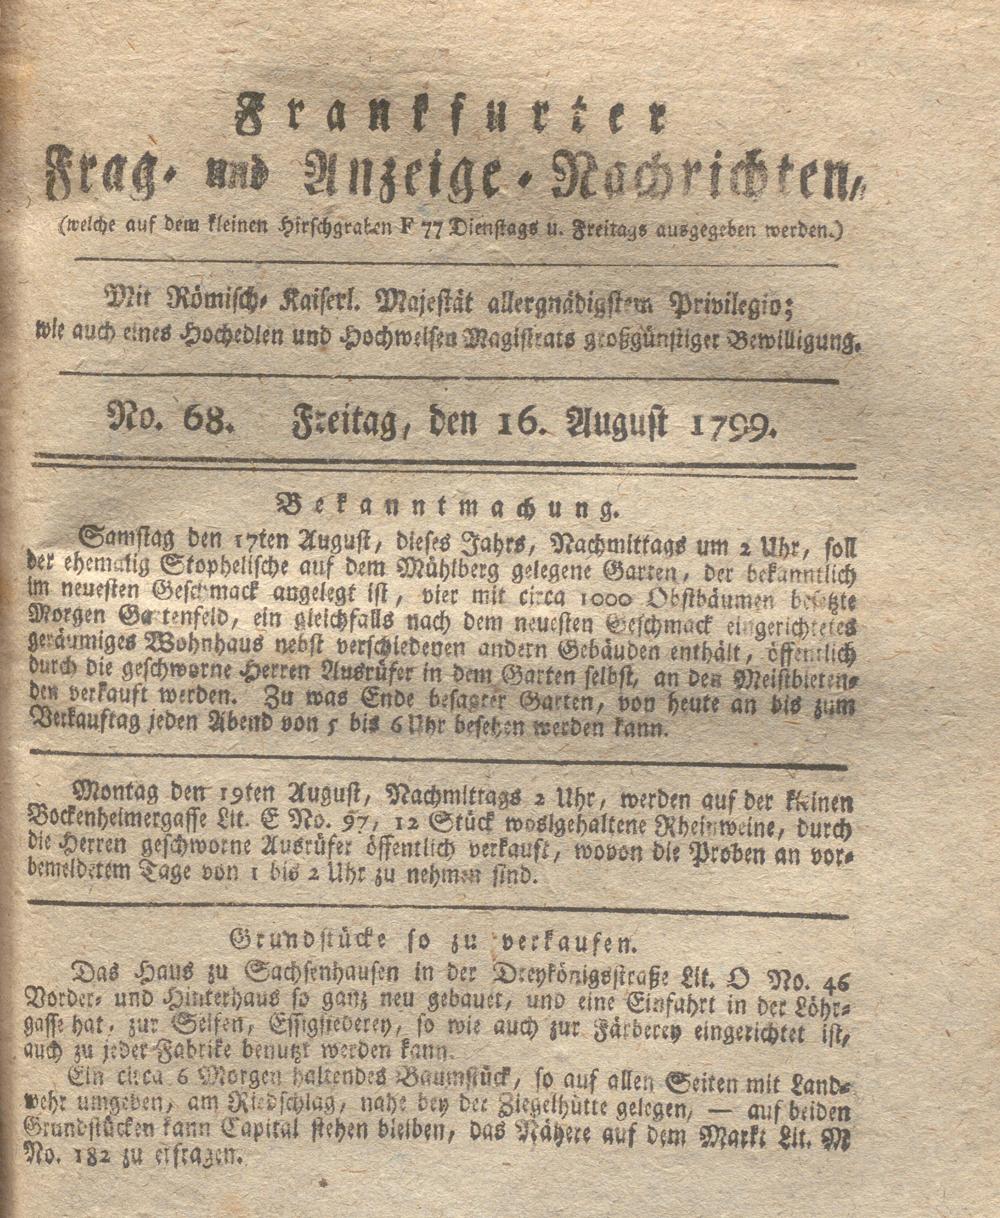 Frankfurter
Frag- und Anzeige-Nachrichten,
(welche auf dem kleinen Hirschgraben F 77 Dienstags u. Freitags ausgegeben werden.)
Mit Römisch-Kaiserl. Majestät allergnädigstem Privilegio;
wie auch eines Hochedlen und Hochweisen Magistrats großgünstiger Bewilligung.
No. 68. Freitag, den 16. August 1799.
Bekanntmachung.
Samstag den 17ten August, dieses Jahrs, Nachmittags um 2 Uhr, soll
der ehemalig Stophelische auf dem Mühlberg gelegene Garten, der bekanntlich
im neuesten Geschmack angelegt ist, vier mit circa 1000 Obstbäumen besetzte
Morgen Gartenfeld, ein gleichfalls nach dem neuesten Geschmack eingerichtetes
geräumiges Wohnhaus nebst verschiedenen andern Gebäuden enthält, öffentlich
durch die geschworne Herren Ausrüfer in dem Garten selbst, an den Meistbieten-
den verkauft werden. Zu was Ende besagter Garten, von heute an bis zum
Verkauftag jeden Abend von 5 bis 6 Uhr besehen werden kann.
Montag den 19ten August, Nachmittags 2 Uhr, werden auf der kleinen
Bockenheimergasse Lit. E No. 97, 12 Stück woslgehaltene Rheinweine, durch
die Herren geschworne Ausrüfer öffentlich verkauft, wovon die Proben an vor-
bemeldetem Tage von 1 bis 2 Uhr zu nehmen sind.
Grundstücke so zu verkaufen.
Das Haus zu Sachsenhausen in der Dreykönigsstraße Lit. O No. 46
Vorder- und Hinterhaus so ganz neu gebauet, und eine Einfahrt in der Löhr-
gasse hat, zur Seifen, Essigsiederey, so wie auch zur Färberey eingerichtet ist,
auch zu jeder Fabrike benutzt werden kann.
Ein circa 6 Morgen haltendes Baumstück, so auf allen Seiten mit Land-
wehr umgeben, am Riedschlag, nahe bey der Ziegelhütte gelegen, — auf beiden
Grundstücken kann Capital stehen bleiben, das Nähere auf dem Markt Lit. M
No. 182 zu erfragen.